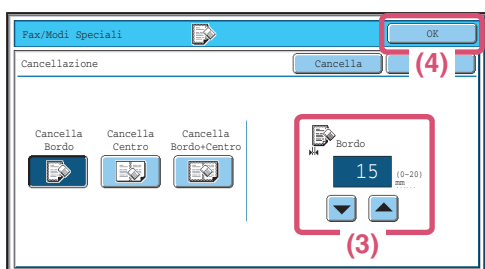 Fax/Modi Speciali
OK
Cancellazione
Cancella
(4)
Cancella Bordo
Cancella Centro
Cancella Bordo+Centro
Bordo
15
(0-20)
mm
(3)